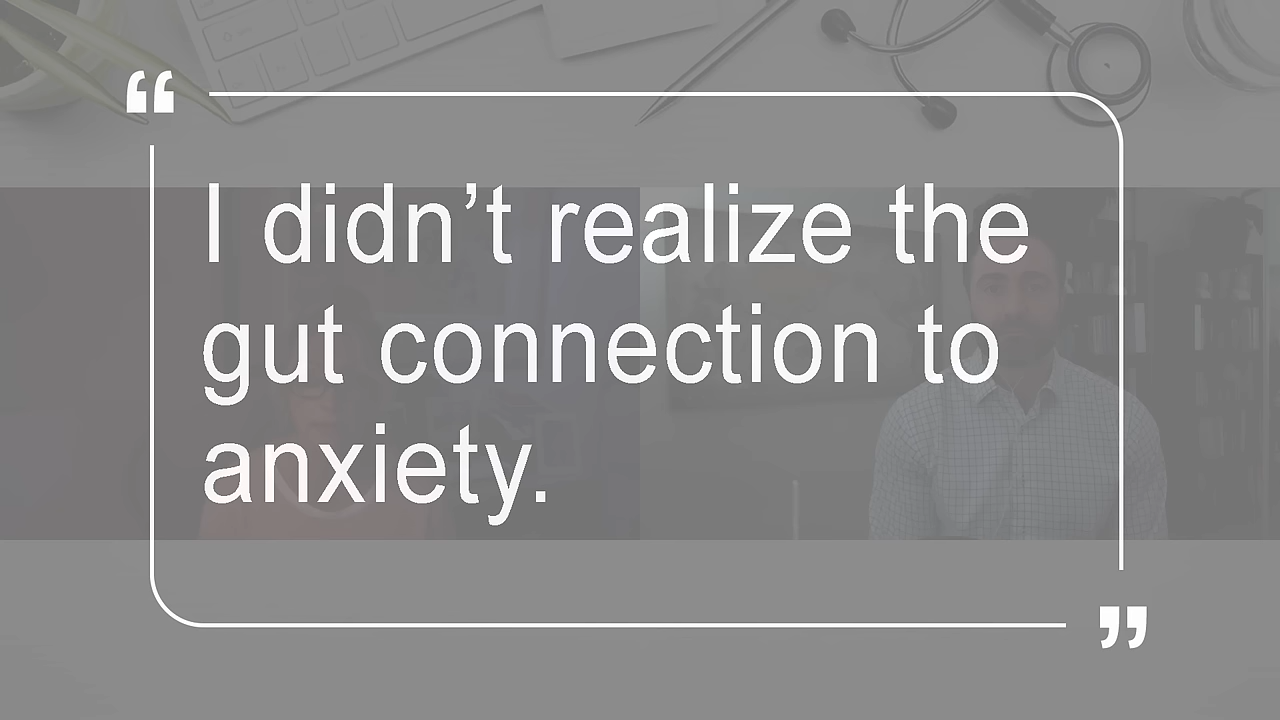 “I didn’t realize the
gut connection to
anxiety.”